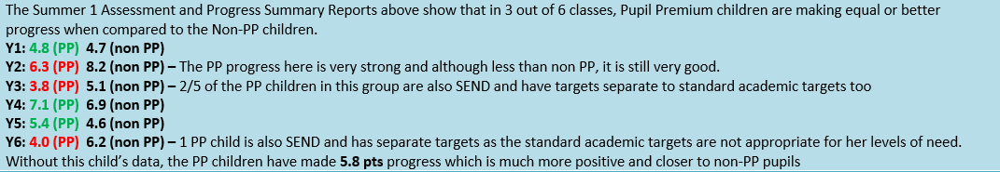 The Summer 1 Assessment and Progress Summary Reports above show that in 3 out of 6 classes, Pupil Premium children are making equal or better
progress when compared to the Non-PP children.
Y1: 4.8 (PP) 4.7 (non PP)
Y2: 6.3 (PP) 8.2 (non PP) – The PP progress here is very strong and although less than non PP, it is still very good.
Y3: 3.8 (PP) 5.1 (non PP) – 2/5 of the PP children in this group are also SEND and have targets separate to standard academic targets too
Y4: 7.1 (PP) 6.9 (non PP)
Y5: 5.4 (PP) 4.6 (non PP)
Y6: 4.0 (PP) 6.2 (non PP) – 1 PP child is also SEND and has separate targets as the standard academic targets are not appropriate for her levels of need.
Without this child's data, the PP children have made 5.8 pts progress which is much more positive and closer to non-PP pupils